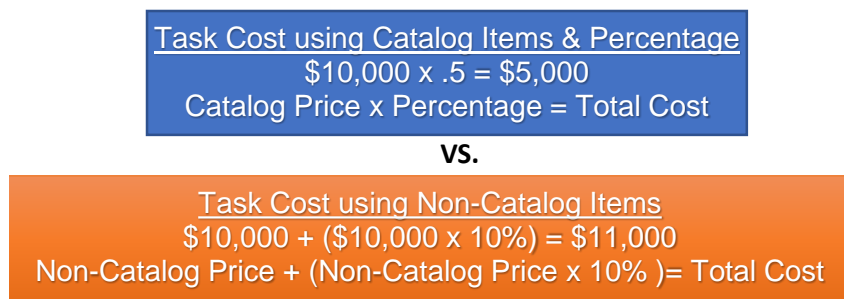 Task Cost using Catalog Items & Percentage
$10,000 x .5 = $5,000
Catalog Price x Percentage = Total Cost
VS.
Task Cost using Non-Catalog Items
$10,000 + ($10,000 x 10%) = $11,000
Non-Catalog Price + (Non-Catalog Price x 10% )= Total Cost